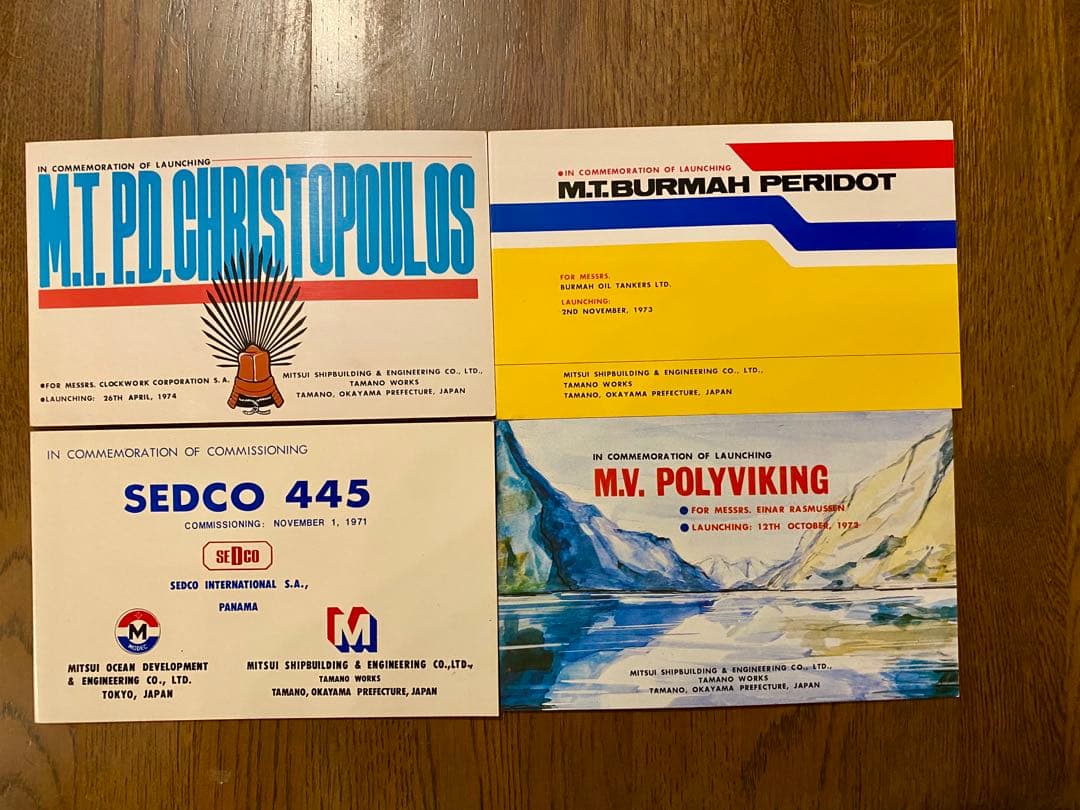 IN COMMEMORATION OF LAUNCHING
M.T. P.D. CHRISTOPOULOS
●FOR MESSRS. CLOCKWORK CORPORATION S.A.
●LAUNCHING: 26TH APRIL, 1974
MITSUI SHIPBUILDING & ENGINEERING CO., LTD.,
TAMANO WORKS
TAMANO, OKAYAMA PREFECTURE, JAPAN
●IN COMMEMORATION OF LAUNCHING
M.T. BURMAH PERIDOT
FOR MESSRS.
BURMAH OIL TANKERS LTD.
LAUNCHING:
2ND NOVEMBER, 1973
MITSUI SHIPBUILDING & ENGINEERING CO., LTD.,
TAMANO WORKS
TAMANO, OKAYAMA PREFECTURE, JAPAN
IN COMMEMORATION OF COMMISSIONING
SEDCO 445
COMMISSIONING: NOVEMBER 1, 1971
SEDCO
SEDCO INTERNATIONAL S.A.,
PANAMA
M
MODEC
MITSUI OCEAN DEVELOPMENT
& ENGINEERING CO., LTD.
TOKYO, JAPAN
M
MITSUI SHIPBUILDING & ENGINEERING CO.,LTD.,
TAMANO WORKS
TAMANO, OKAYAMA PREFECTURE, JAPAN
IN COMMEMORATION OF LAUNCHING
M.V. POLYVIKING
● FOR MESSRS. EINAR RASMUSSEN
● LAUNCHING: 12TH OCTOBER,
MITSUI SHIPBUILDING & ENGINEERING CO., LTD.,
TAMANO WORKS
TAMANO, OKAYAMA PREFECTURE, JAPAN